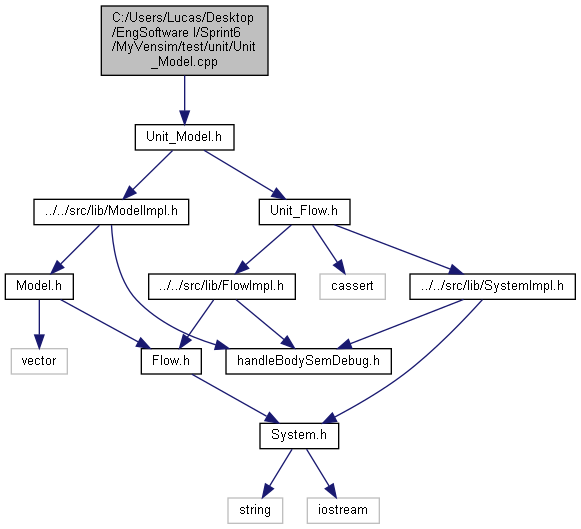 C:/Users/Lucas/Desktop
/EngSoftware I/Sprint6
/MyVensim/test/unit/Unit
_Model.cpp
Unit_Model.h
../../src/lib/ModelImpl.h
Unit_Flow.h
Model.h
../../src/lib/FlowImpl.h
cassert
../../src/lib/SystemImpl.h
vector
Flow.h
handleBodySemDebug.h
System.h
string
iostream